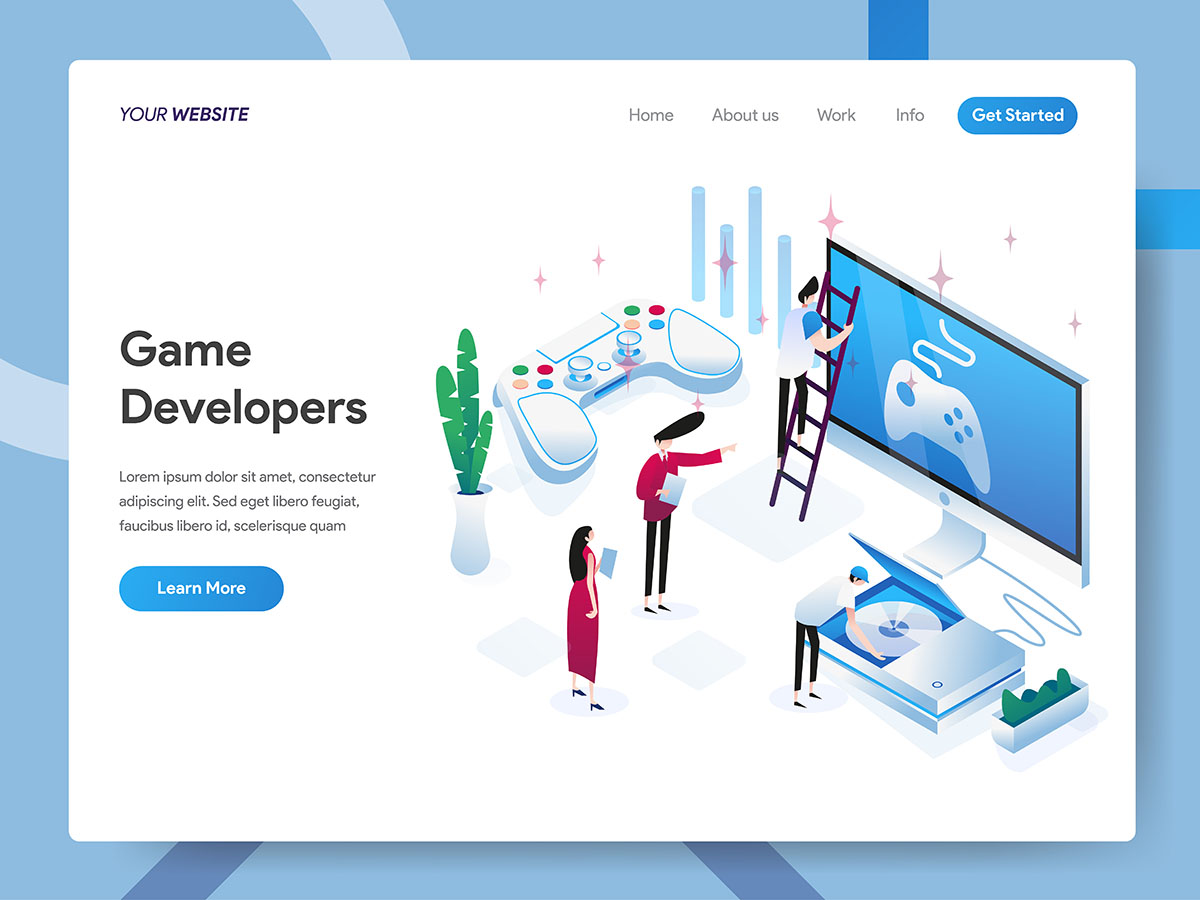 YOUR WEBSITE
Home About us Work Info Get Started
Game
Developers
Lorem ipsum dolor sit amet, consectetur
adipiscing elit. Sed eget libero feugiat,
faucibus libero id, scelerisque quam
Learn More